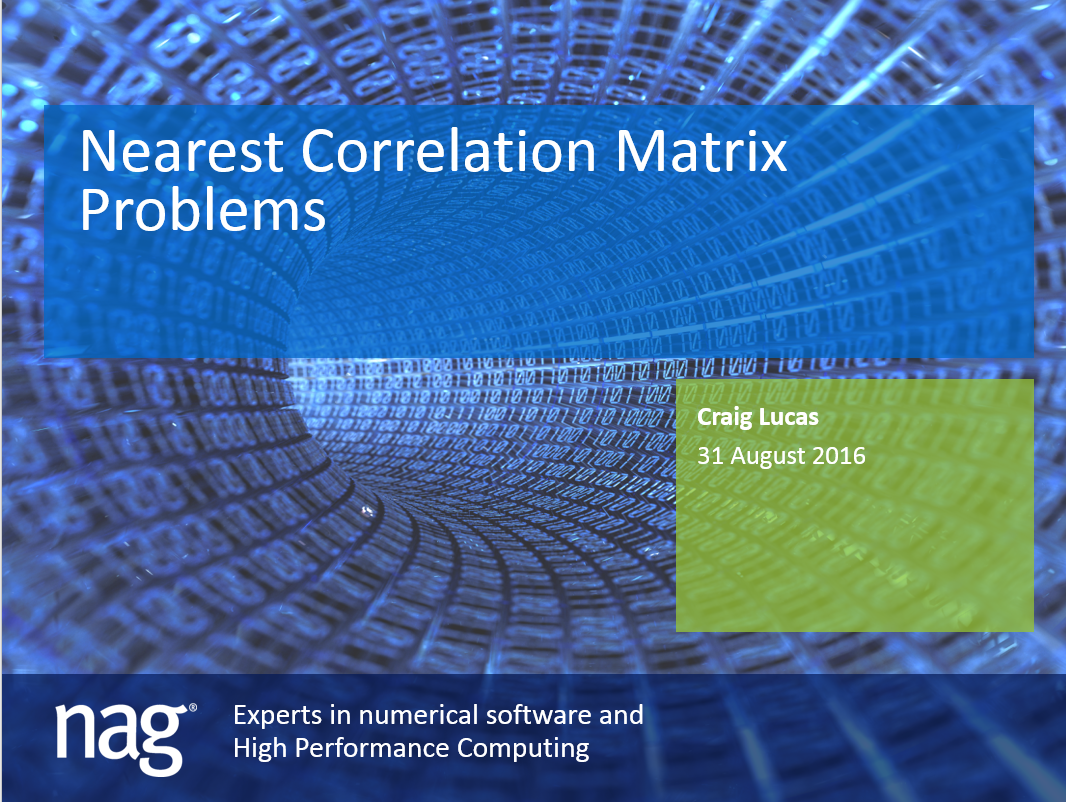 Nearest Correlation Matrix
Problems
Craig Lucas
31 August 2016
nag®
Experts in numerical software and
High Performance Computing